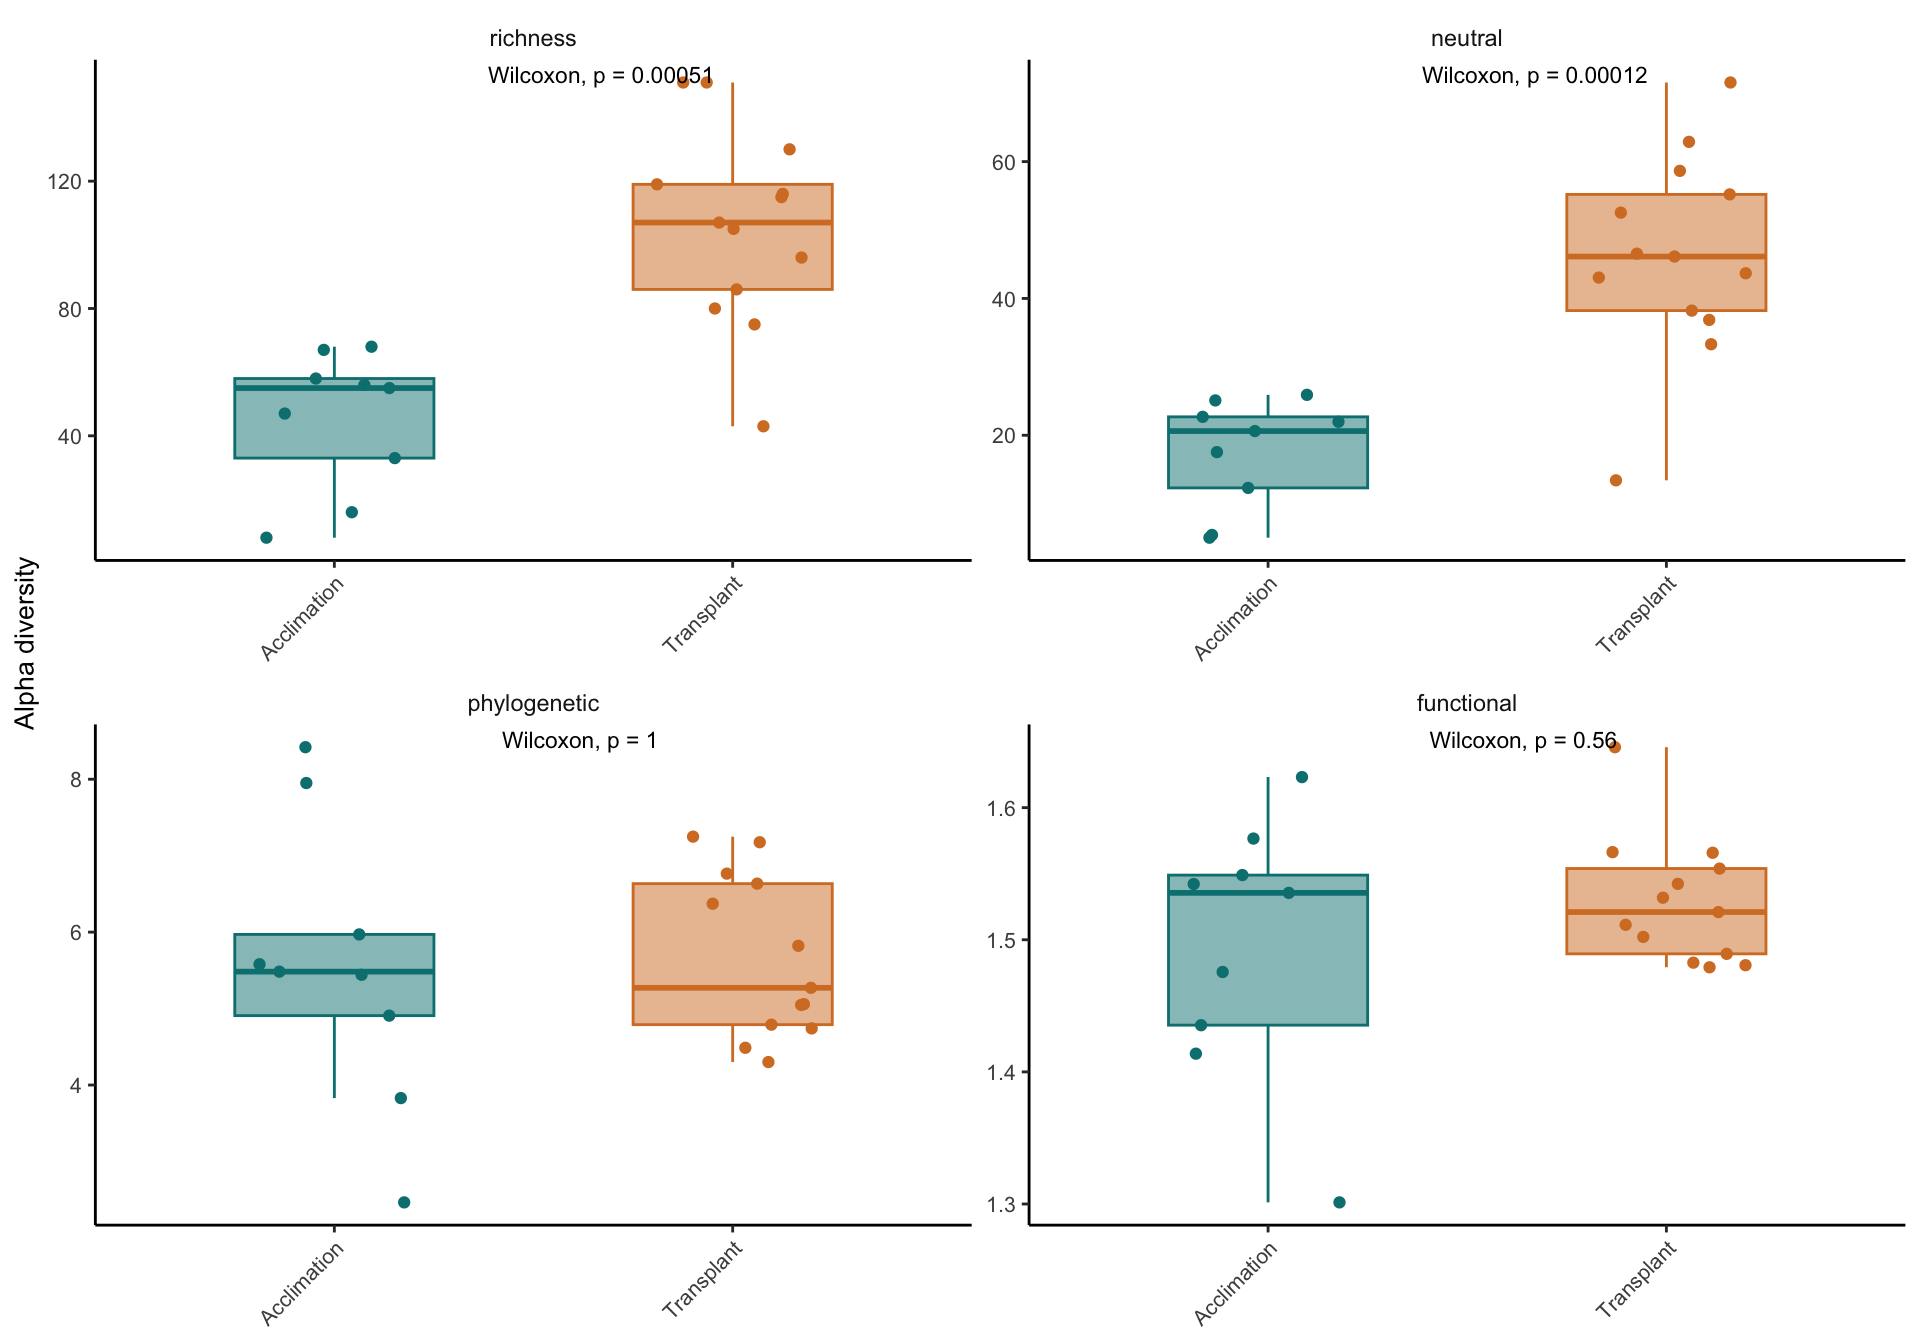 richness
Wilcoxon, p = 0.00051
120
80
40
Acclimation
Transplant
neutral
Wilcoxon, p = 0.00012
60
40
20
Acclimation
Transplant
Alpha diversity
phylogenetic
Wilcoxon, p = 1
8
6
4
Acclimation
Transplant
functional
Wilcoxon, p = 0.56
1.6
1.5
1.4
1.3
Acclimation
Transplant